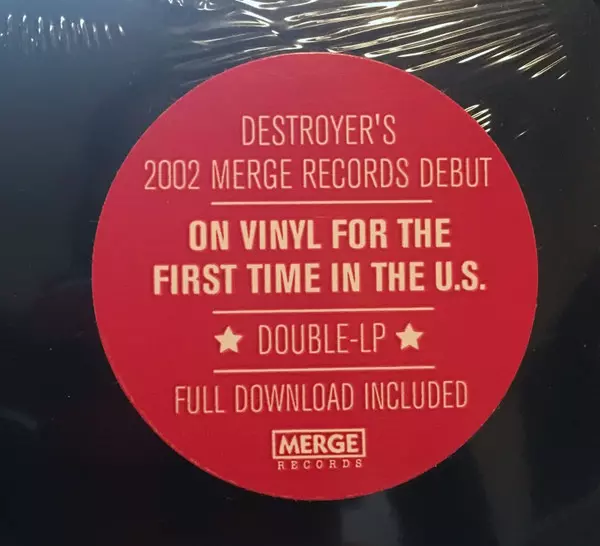 DESTROYER'S
2002 MERGE RECORDS DEBUT
ON VINYL FOR THE
FIRST TIME IN THE U.S.
★ DOUBLE-LP ★
FULL DOWNLOAD INCLUDED
MERGE
RECORDS